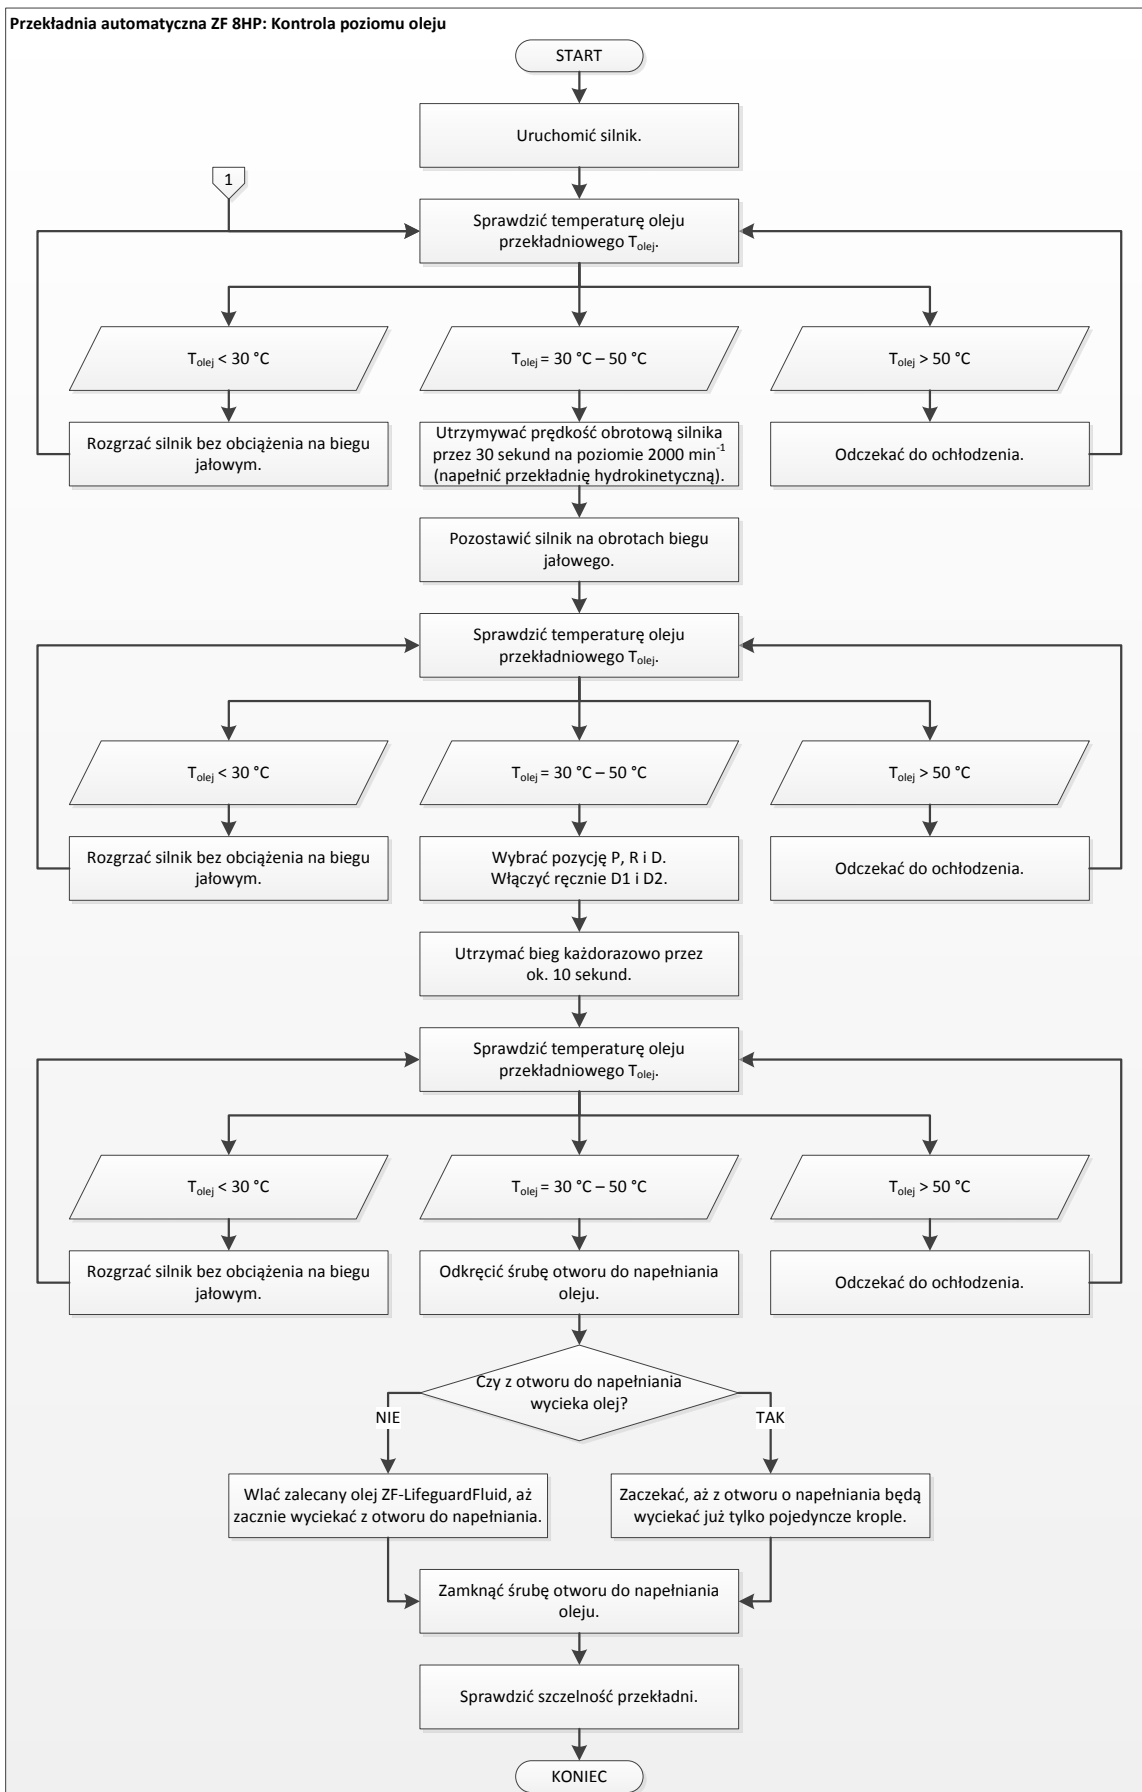 Przekładnia automatyczna ZF 8HP: Kontrola poziomu oleju
START
Uruchomić silnik.
1
Sprawdzić temperaturę oleju
przekładniowego Tolej.
Tolej < 30 °C
Tolej = 30 °C – 50 °C
Tolej > 50 °C
Rozgrzać silnik bez obciążenia na biegu
jałowym.
Utrzymywać prędkość obrotową silnika
przez 30 sekund na poziomie 2000 min-1
(napełnić przekładnię hydrokinetyczną).
Odczekać do ochłodzenia.
Pozostawić silnik na obrotach biegu
jałowego.
Sprawdzić temperaturę oleju
przekładniowego Tolej.
Tolej < 30 °C
Tolej = 30 °C – 50 °C
Tolej > 50 °C
Rozgrzać silnik bez obciążenia na biegu
jałowym.
Wybrać pozycję P, R i D.
Włączyć ręcznie D1 i D2.
Odczekać do ochłodzenia.
Utrzymać bieg każdorazowo przez
ok. 10 sekund.
Sprawdzić temperaturę oleju
przekładniowego Tolej.
Tolej < 30 °C
Tolej = 30 °C – 50 °C
Tolej > 50 °C
Rozgrzać silnik bez obciążenia na biegu
jałowym.
Odkręcić śrubę otworu do napełniania
oleju.
Odczekać do ochłodzenia.
Czy z otworu do napełniania
wycieka olej?
NIE
TAK
Wlać zalecany olej ZF-LifeguardFluid, aż
zacznie wyciekać z otworu do napełniania.
Zaczekać, aż z otworu o napełniania będą
wyciekać już tylko pojedyncze krople.
Zamknąć śrubę otworu do napełniania
oleju.
Sprawdzić szczelność przekładni.
KONIEC